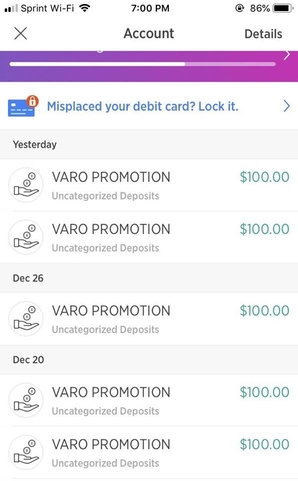 Sprint Wi-Fi 7:00 PM 86%
Account Details
Misplaced your debit card? Lock it.
Yesterday
VARO PROMOTION $100.00
Uncategorized Deposits
VARO PROMOTION $100.00
Uncategorized Deposits
Dec 26
VARO PROMOTION $100.00
Uncategorized Deposits
Dec 20
VARO PROMOTION $100.00
Uncategorized Deposits
VARO PROMOTION $100.00
Uncategorized Deposits